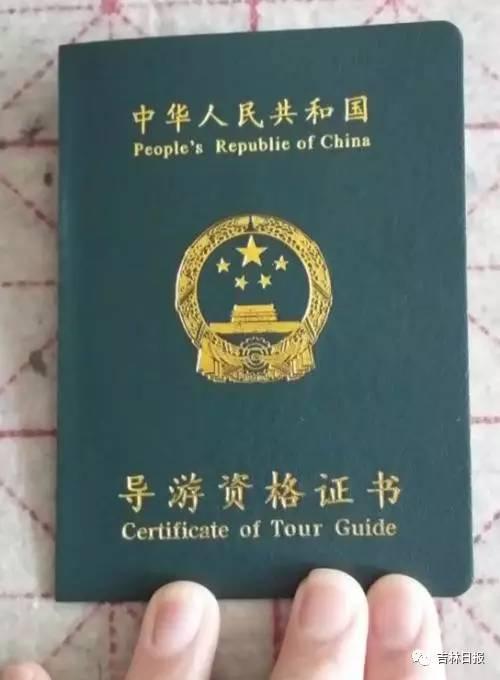 中华人民共和国
People's Republie of China
导游资格证书
Certificate of Tour Guide
吉林日报